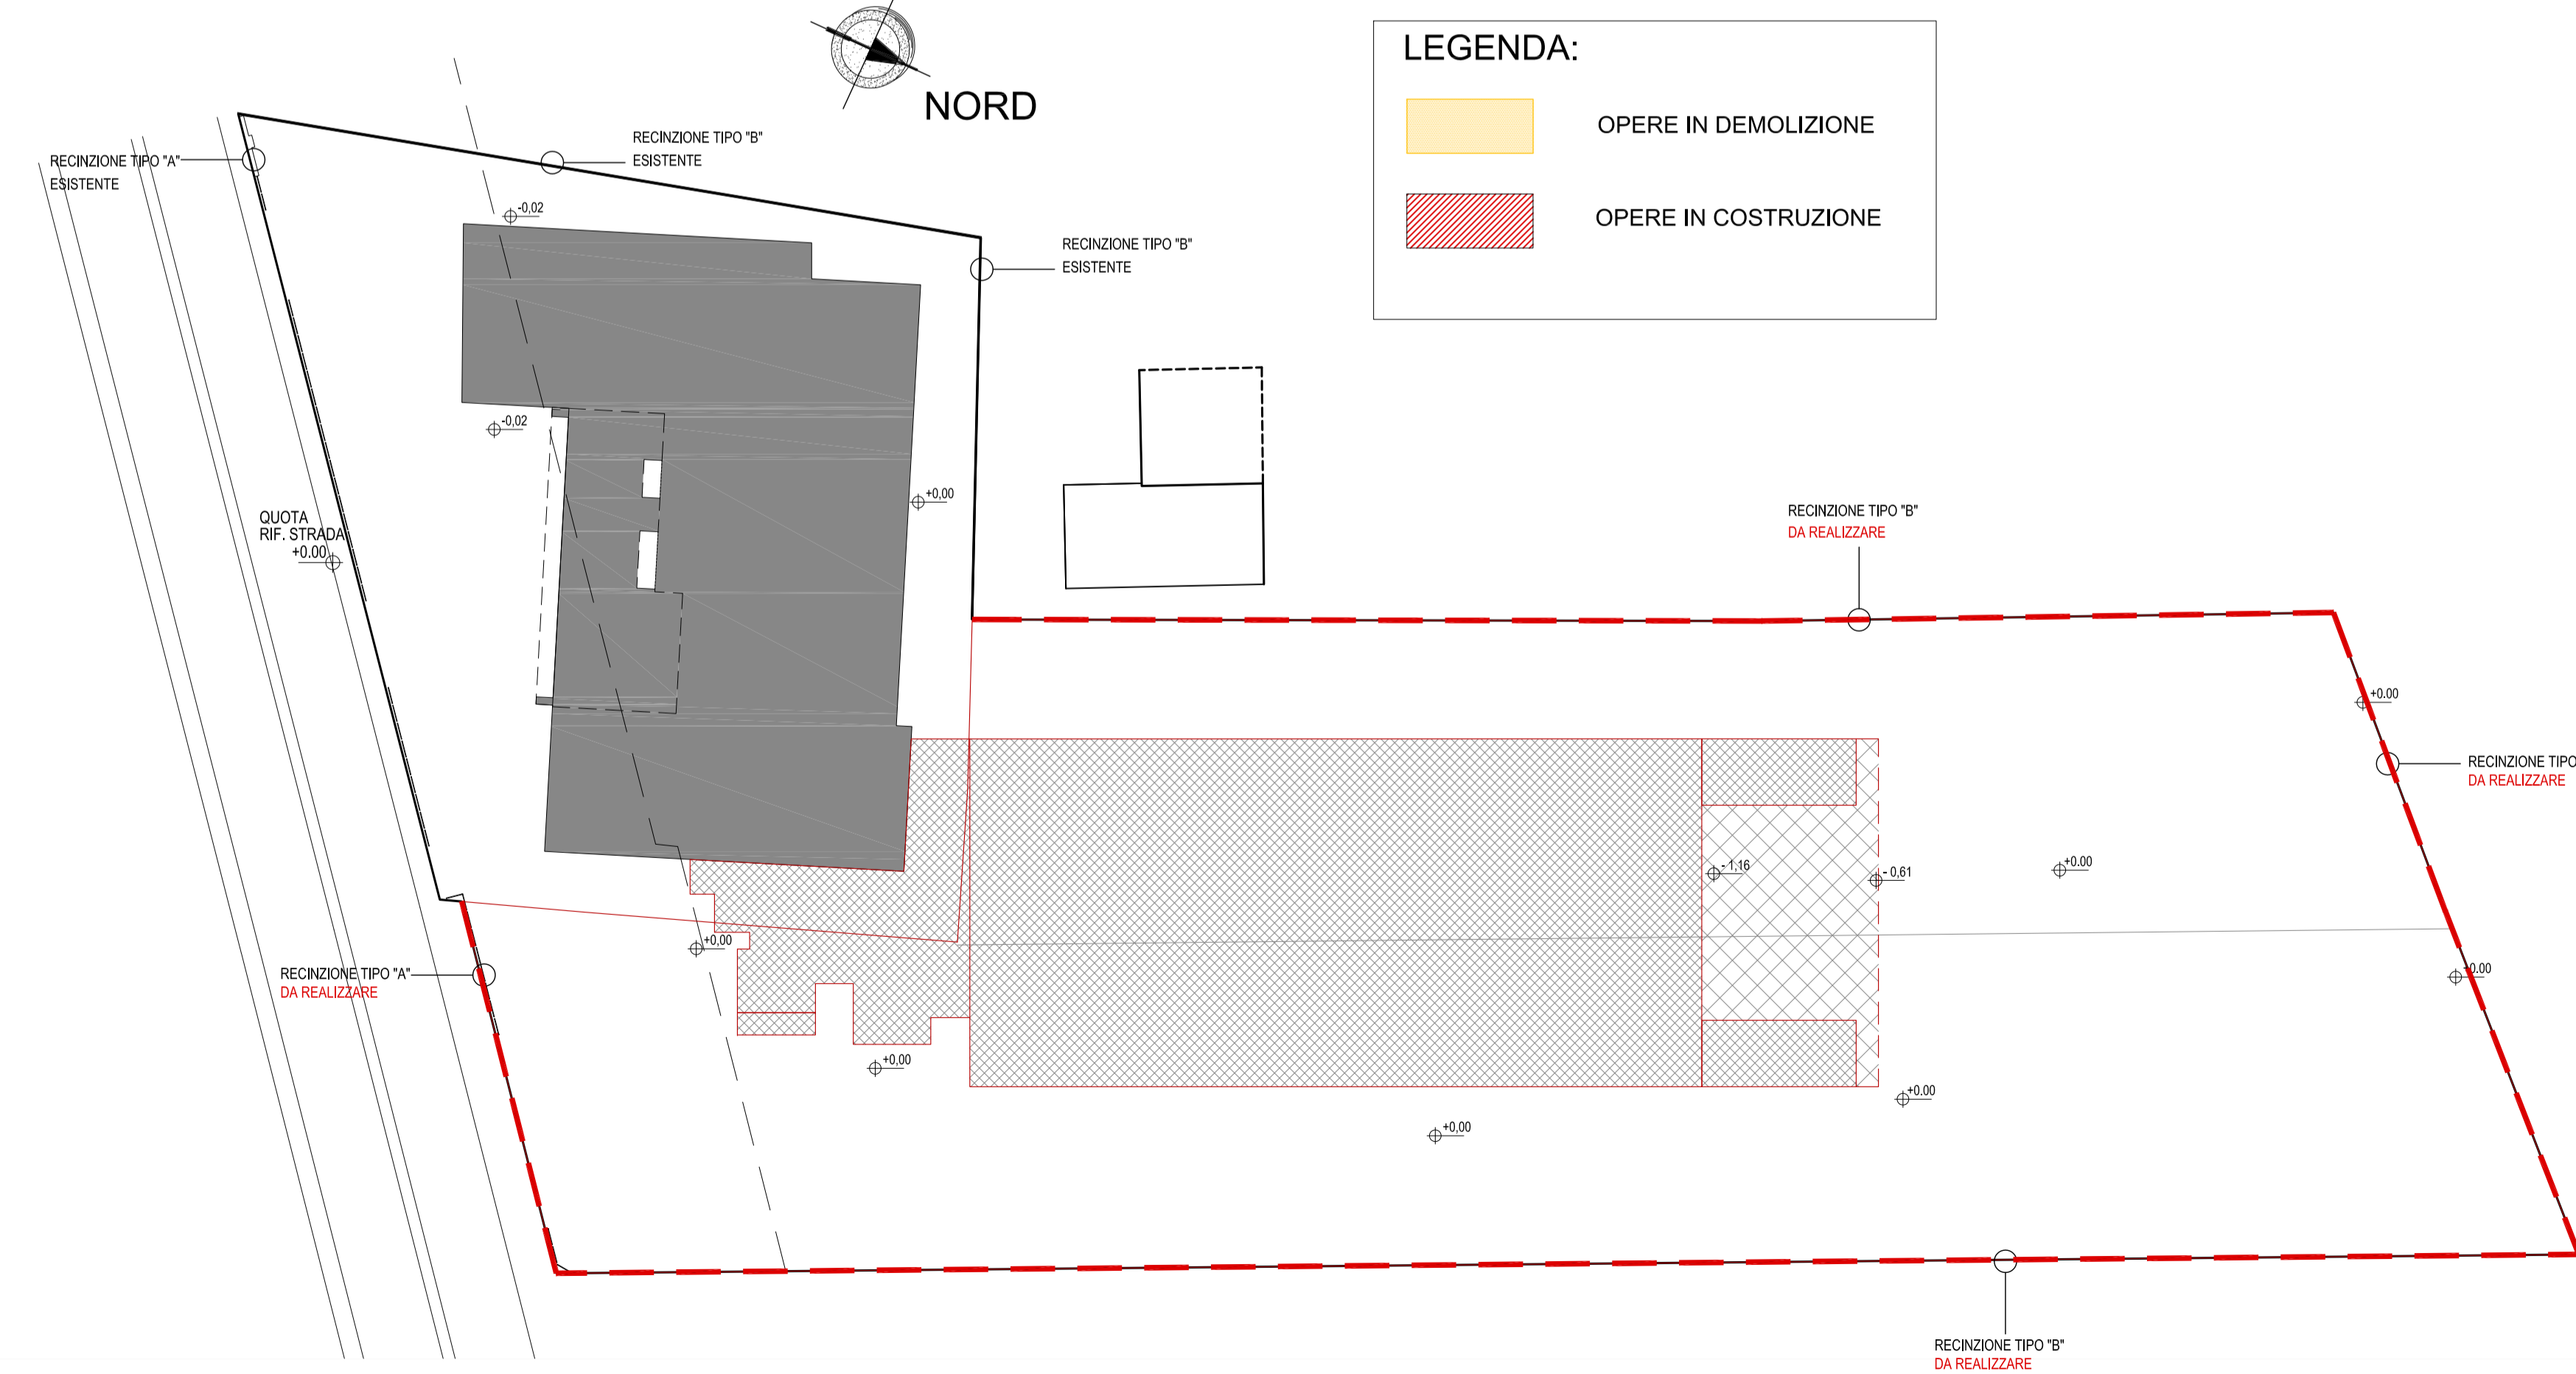 NORD
LEGENDA:
OPERE IN DEMOLIZIONE
OPERE IN COSTRUZIONE
RECINZIONE TIPO "A"
ESISTENTE
RECINZIONE TIPO "B"
ESISTENTE
-0,02
RECINZIONE TIPO "B"
ESISTENTE
-0,02
+0,00
QUOTA
RIF. STRADA
+0.00
RECINZIONE TIPO "B"
DA REALIZZARE
+0.00
RECINZIONE TIPO
DA REALIZZARE
- 1,16
- 0,61
+0.00
+0,00
RECINZIONE TIPO "A"
DA REALIZZARE
+0.00
+0,00
+0.00
+0,00
RECINZIONE TIPO "B"
DA REALIZZARE